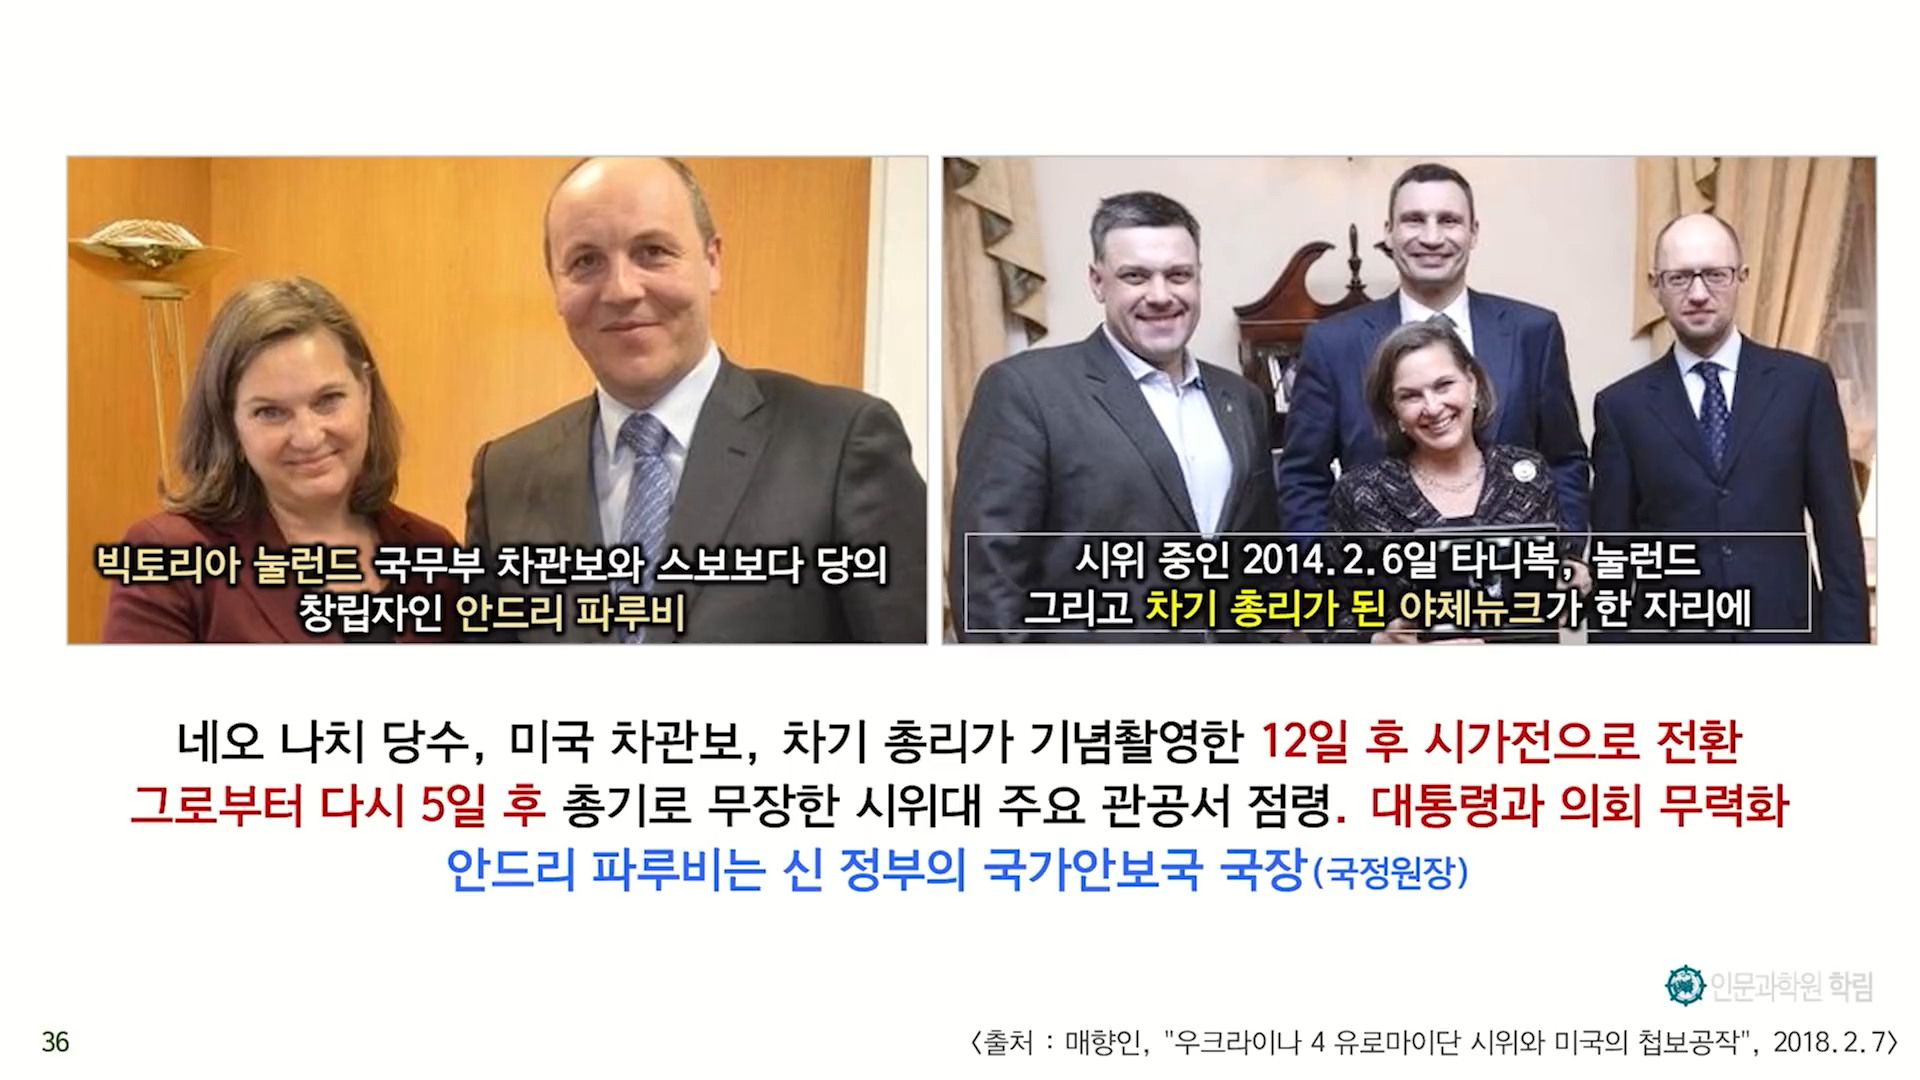 빅토리아 눌런드 국무부 차관보와 스보보다 당의
창립자인 안드리 파루비
시위 중인 2014.2.6일 타니복, 눌런드
그리고 차기 총리가 된 야체뉴크가 한 자리에
네오 나치 당수, 미국 차관보, 차기 총리가 기념촬영한 12일 후 시가전으로 전환
그로부터 다시 5일 후 총기로 무장한 시위대 주요 관공서 점령. 대통령과 의회 무력화
안드리 파루비는 신 정부의 국가안보국 국장(국정원장)
인문과학원 학림
36
<출처 : 매향인, "우크라이나 4 유로마이단 시위와 미국의 첩보공작", 2018.2.7>